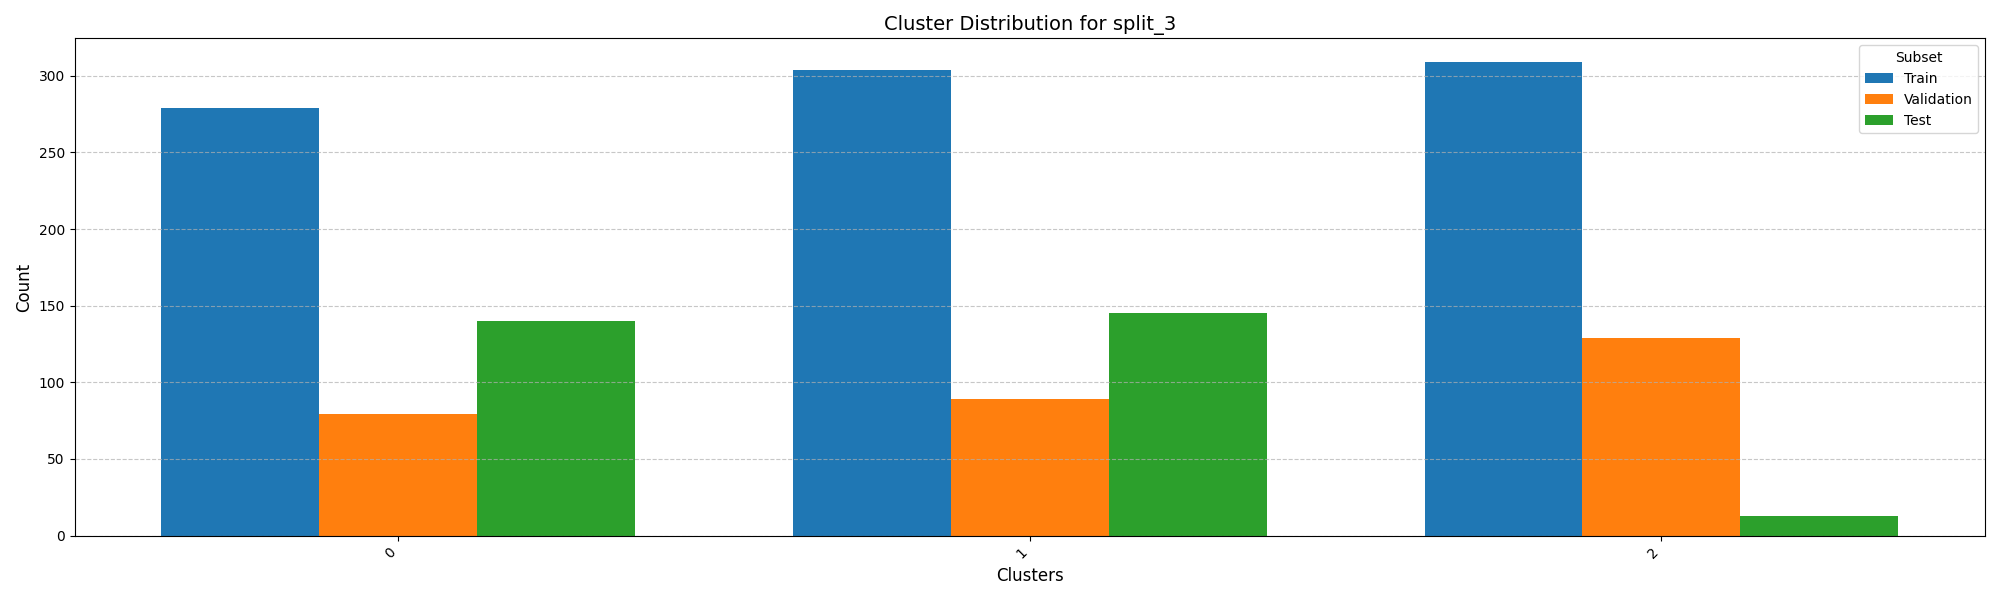 Cluster Distribution for split_3
Subset
Train
Validation
Test
Count
300
250
200
150
100
50
0
0
1
2
Clusters